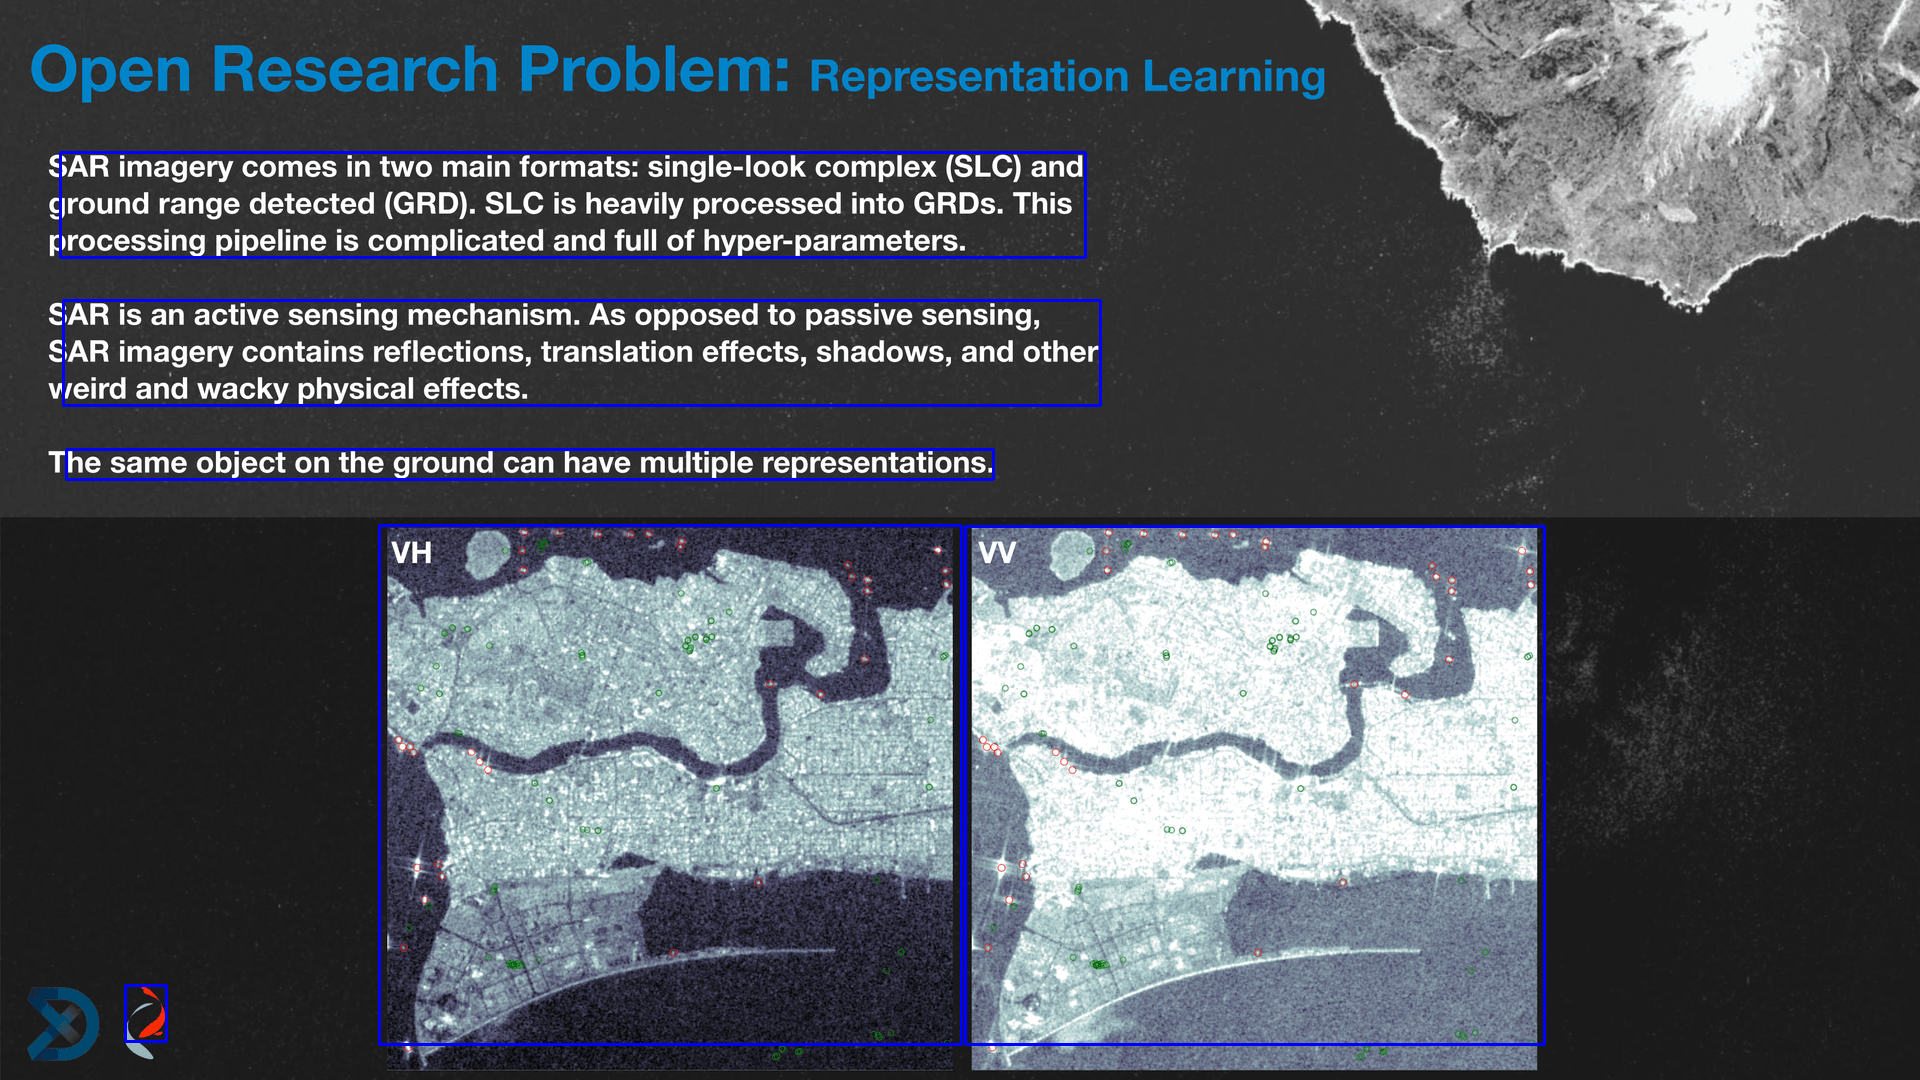 Open Research Problem: Representation Learning
SAR imagery comes in two main formats: single-look complex (SLC) and
ground range detected (GRD). SLC is heavily processed into GRDs. This
processing pipeline is complicated and full of hyper-parameters.
SAR is an active sensing mechanism. As opposed to passive sensing,
SAR imagery contains reflections, translation effects, shadows, and other
weird and wacky physical effects.
The same object on the ground can have multiple representations.
VH
VV